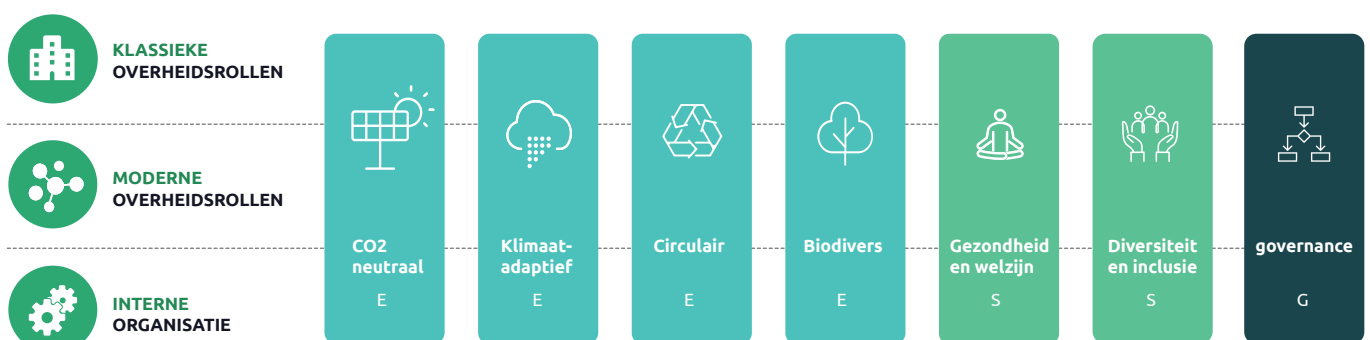 KLASSIEKE
OVERHEIDSROLLEN
MODERNE
OVERHEIDSROLLEN
INTERNE
ORGANISATIE
CO2
neutraal
E
Klimaat-
adaptief
E
Circulair
E
Biodivers
E
Gezondheid
en welzijn
S
Diversiteit
en inclusie
S
governance
G